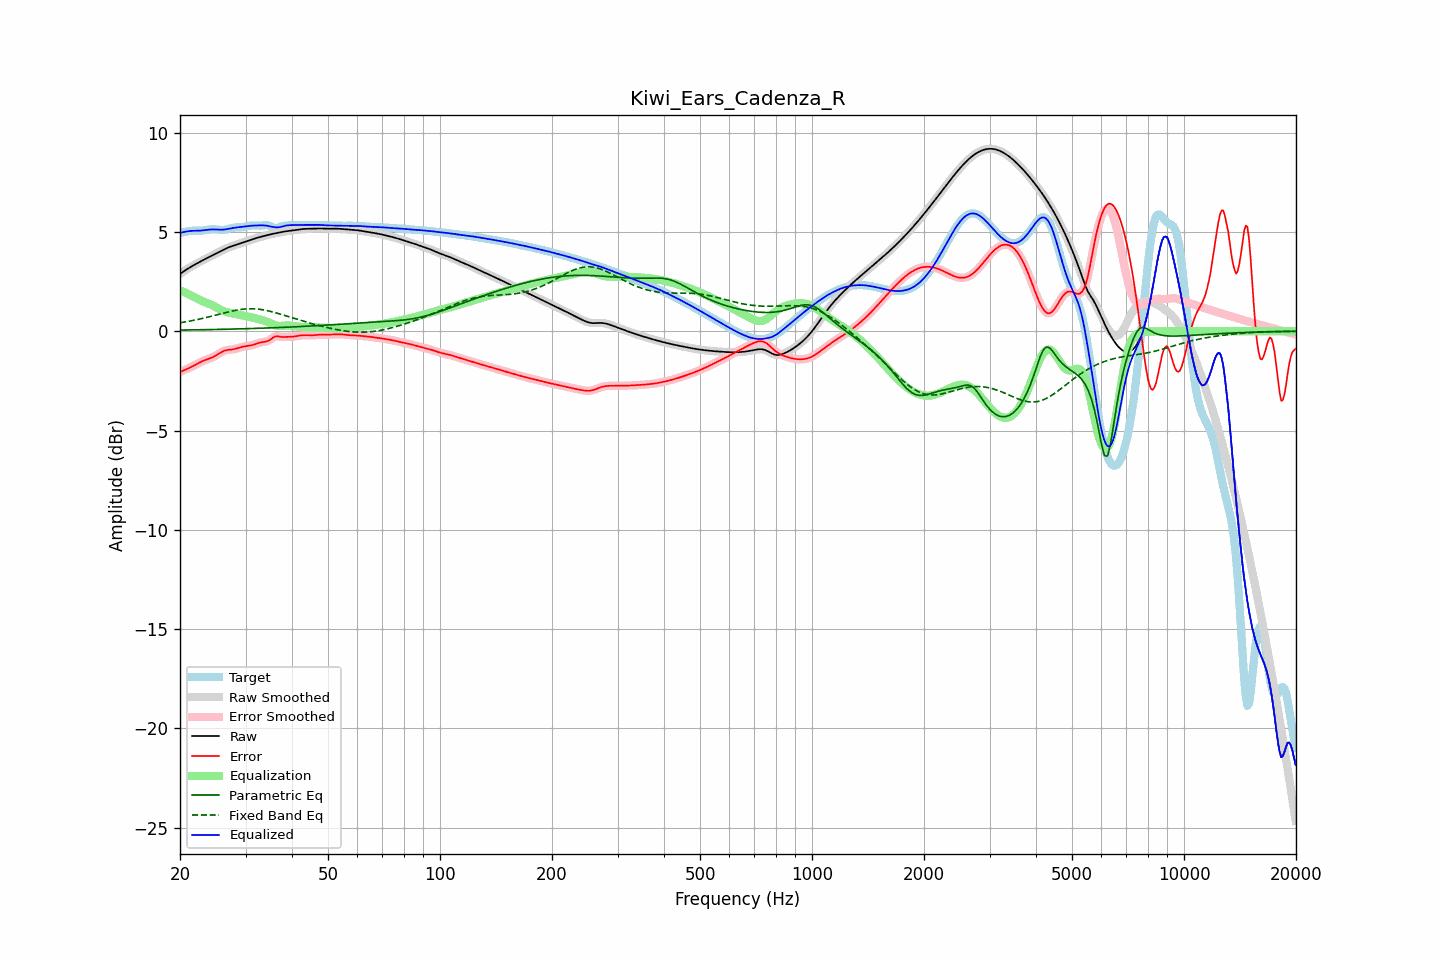 Kiwi_Ears_Cadenza_R
10
5
0
−5
−10
−15
−20
−25
Amplitude (dBr)
Target
Raw Smoothed
Error Smoothed
Raw
Error
Equalization
Parametric Eq
Fixed Band Eq
Equalized
20 50 100 200 500 1000 2000 5000 10000 20000
Frequency (Hz)